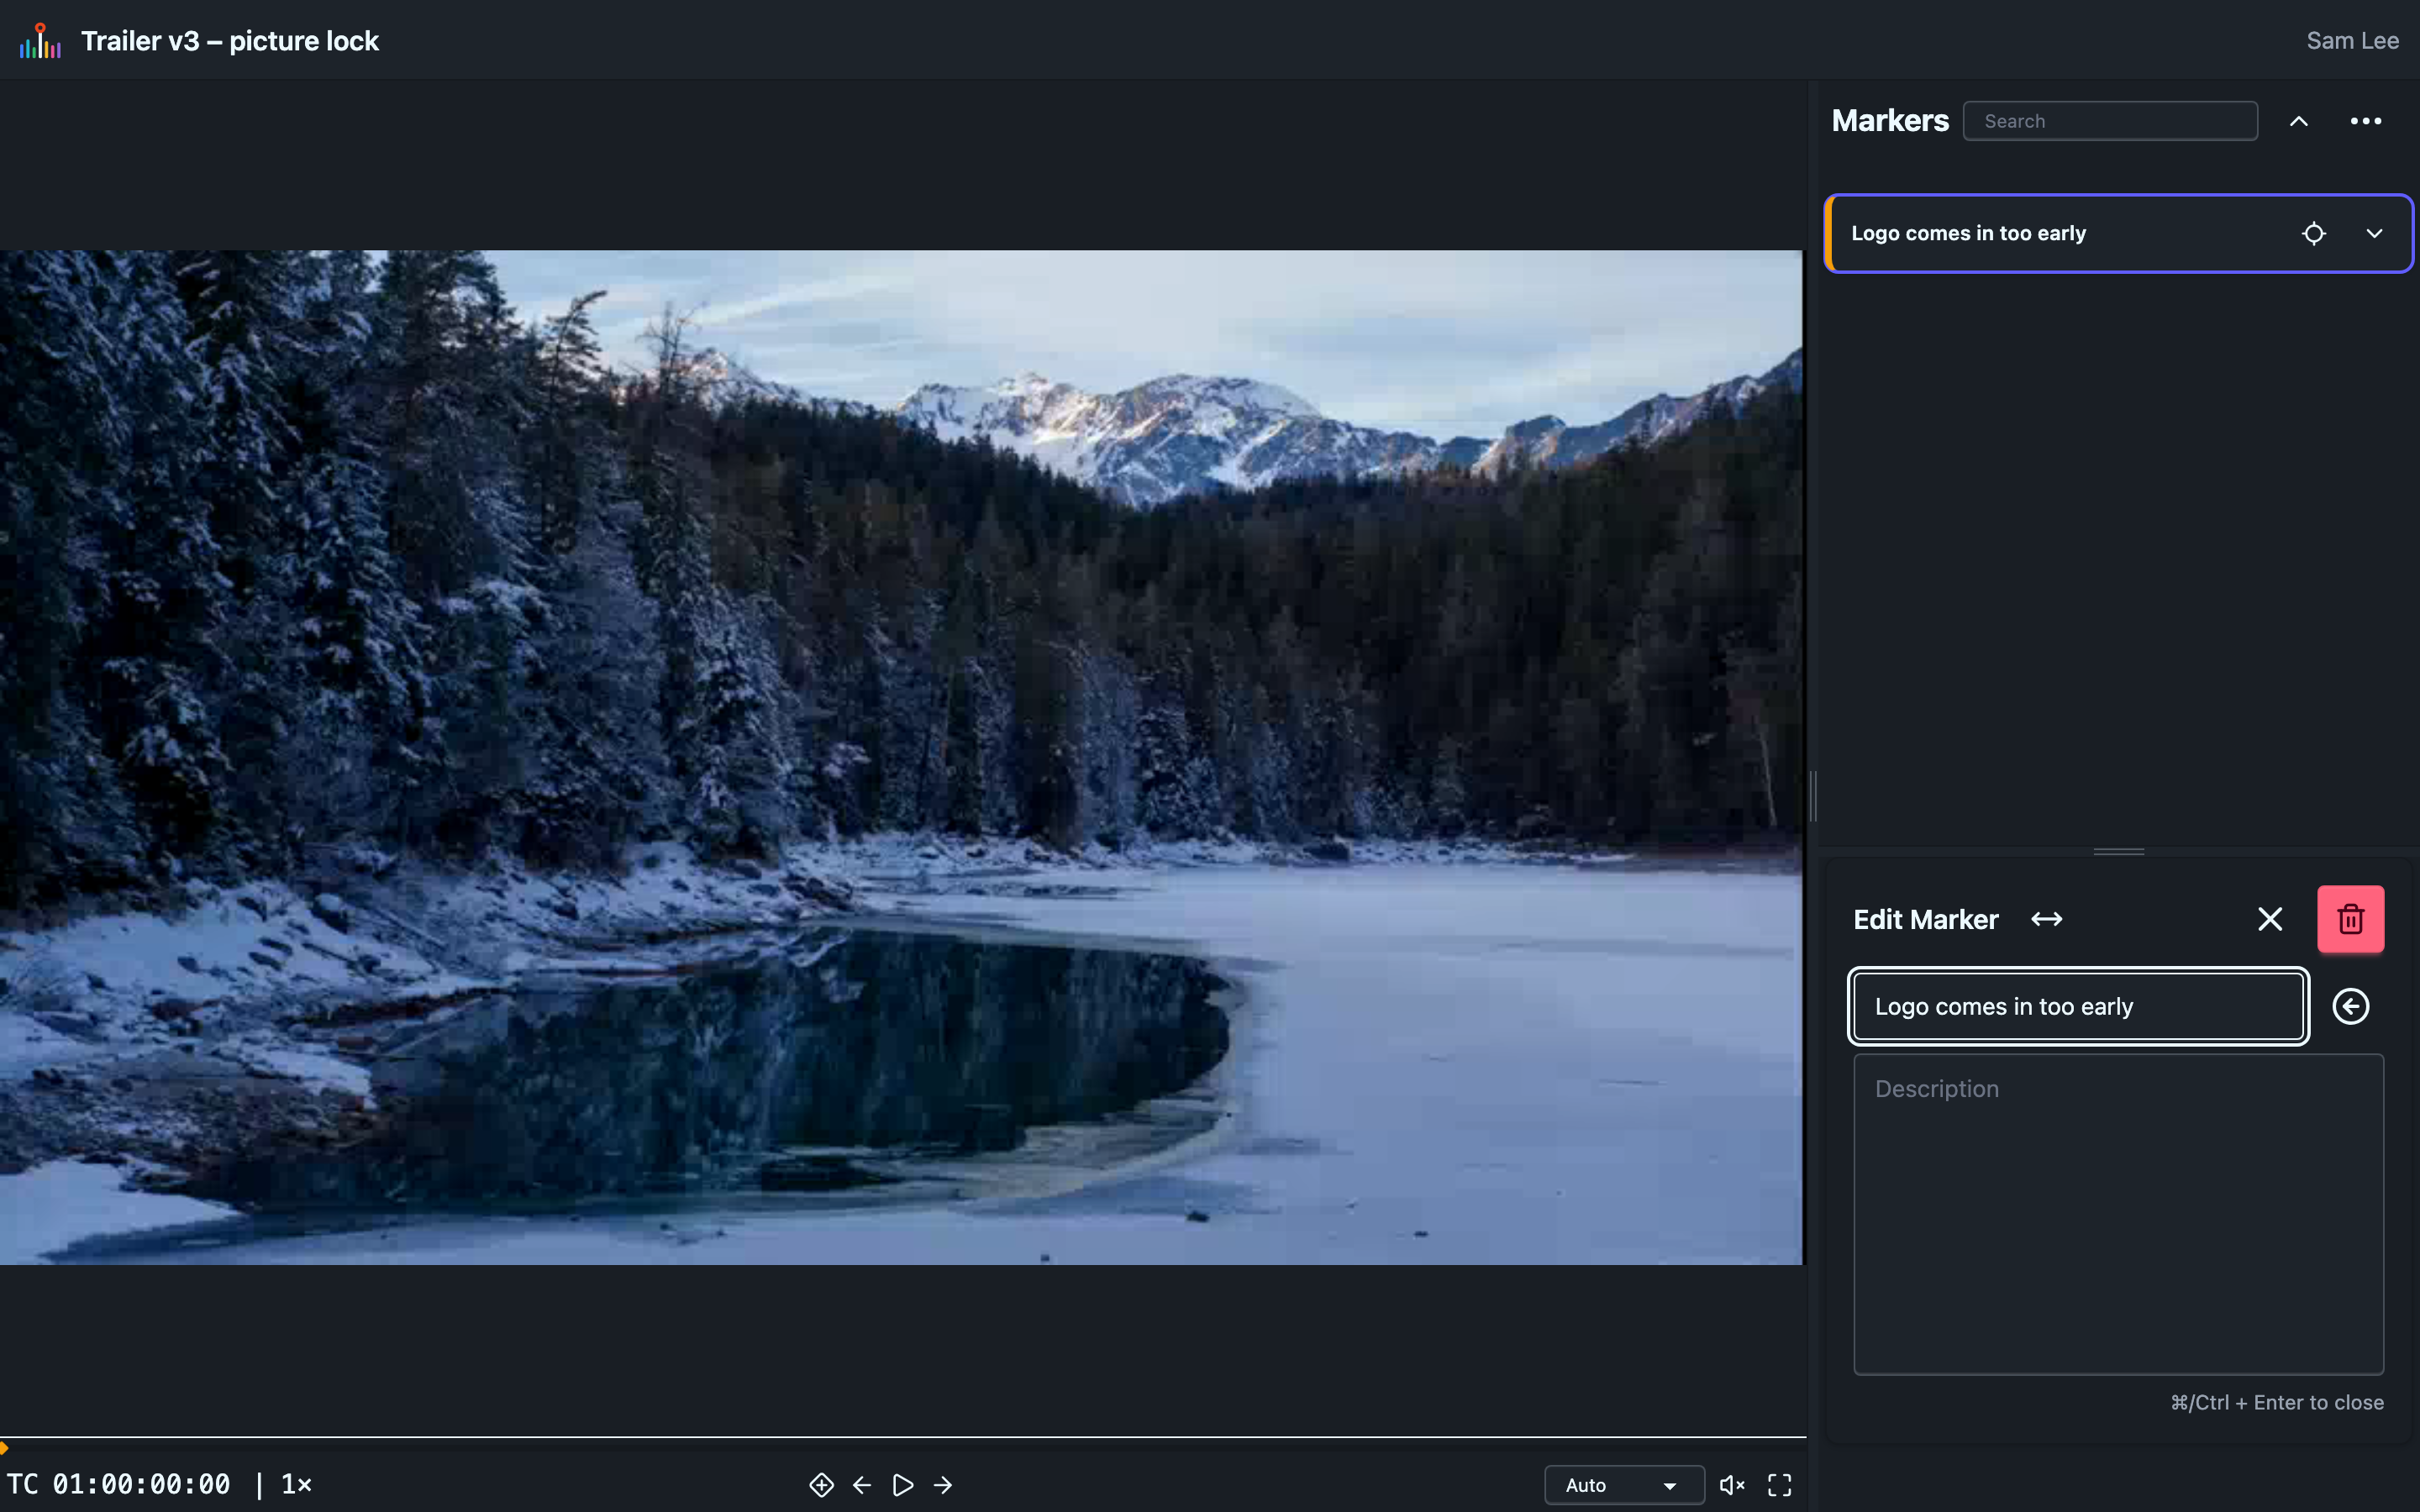 Trailer v3 – picture lock
Sam Lee
Markers
Search
Logo comes in too early
Edit Marker
Logo comes in too early
Description
⌘/Ctrl + Enter to close
TC 01:00:00:00 | 1×
Auto